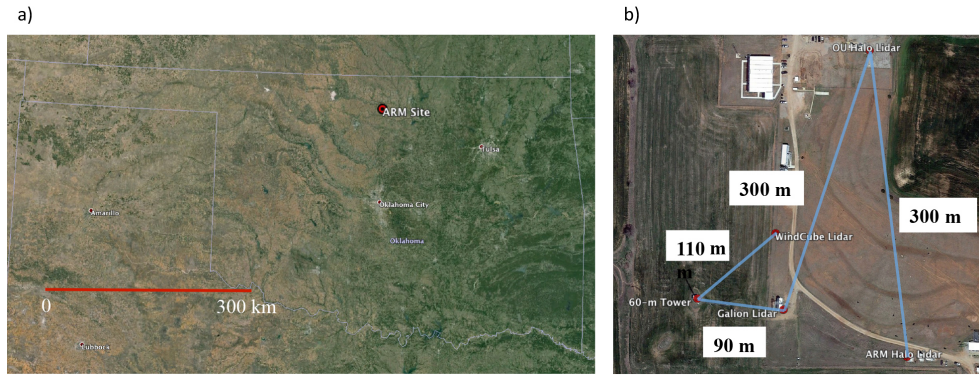 a)
ARM Site
Tulsa
Oklahoma City
Amarillo
Oklahoma
0
300 km
Lubboca
b)
OU Halo Lidar
300 m
300 m
WindCube Lidar
110 m
m
60-m Tower
Galion Lidar
90 m
ARM Halo Lidar